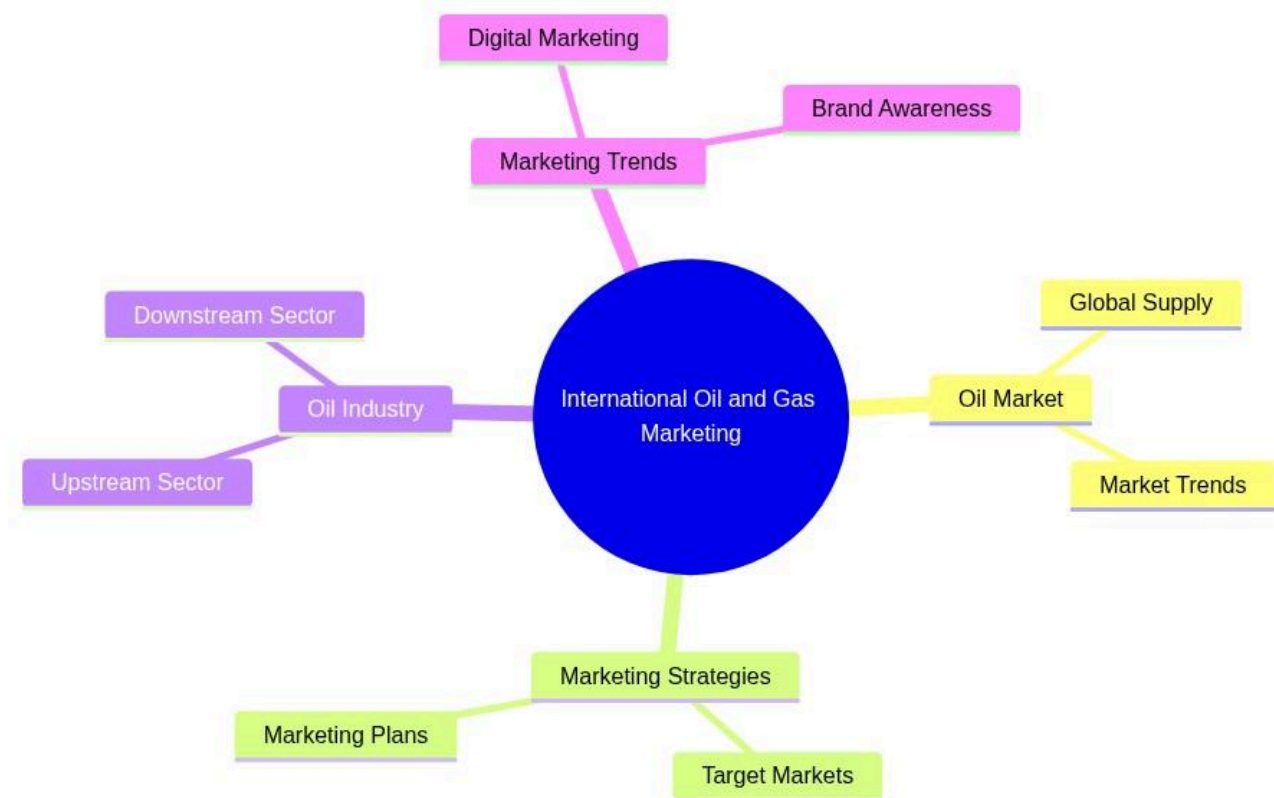 Digital Marketing
Brand Awareness
Marketing Trends
Downstream Sector
Global Supply
Oil Industry
International Oil and Gas
Marketing
Oil Market
Upstream Sector
Market Trends
Marketing Strategies
Marketing Plans
Target Markets